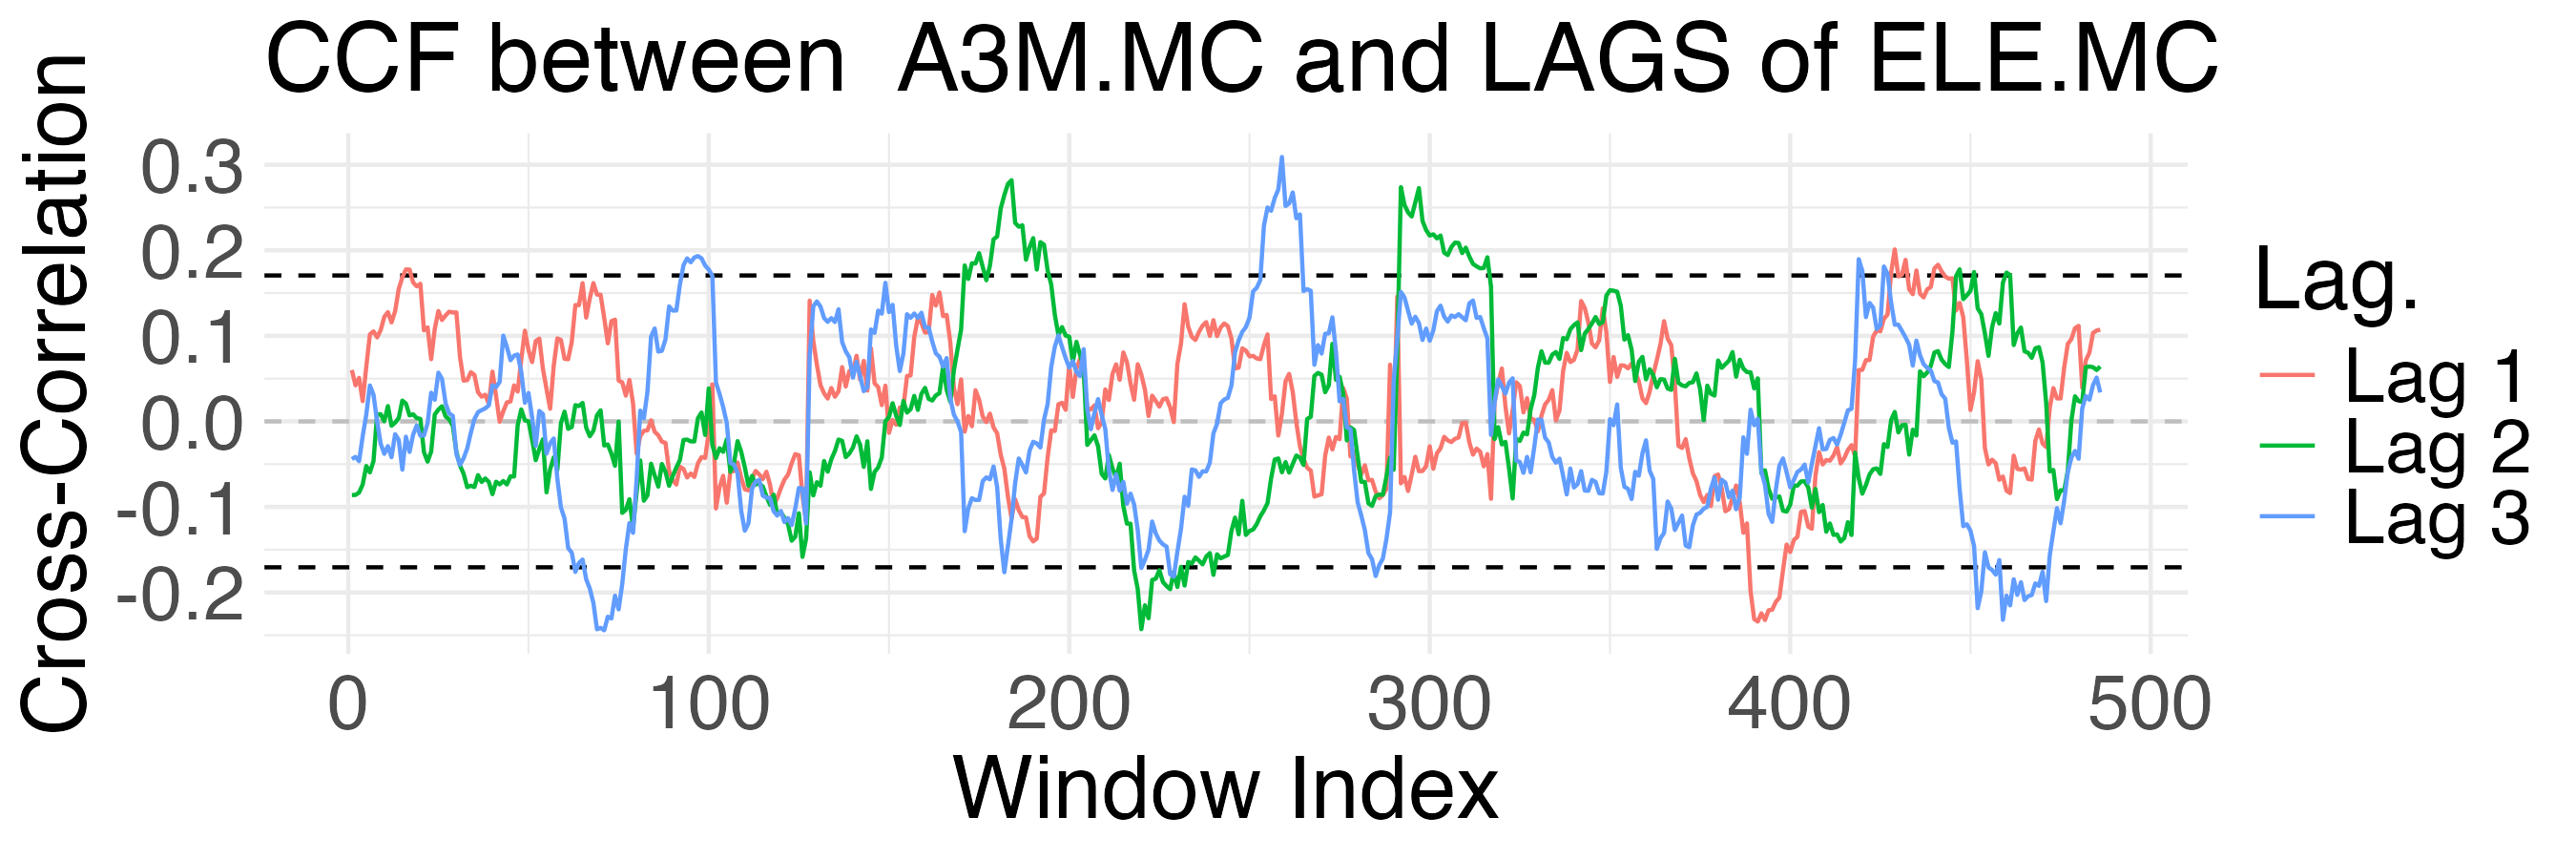 CCF between  A3M.MC and LAGS of ELE.MC
Cross-Correlation
0.3
0.2
0.1
0.0
-0.1
-0.2
0 100 200 300 400 500
Window Index
Lag.
Lag 1
Lag 2
Lag 3